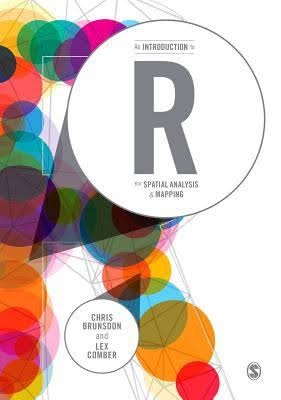 An INTRODUCTION to
R
for SPATIAL ANALYSIS
& MAPPING
CHRIS
BRUNSDON
and
LEX
COMBER